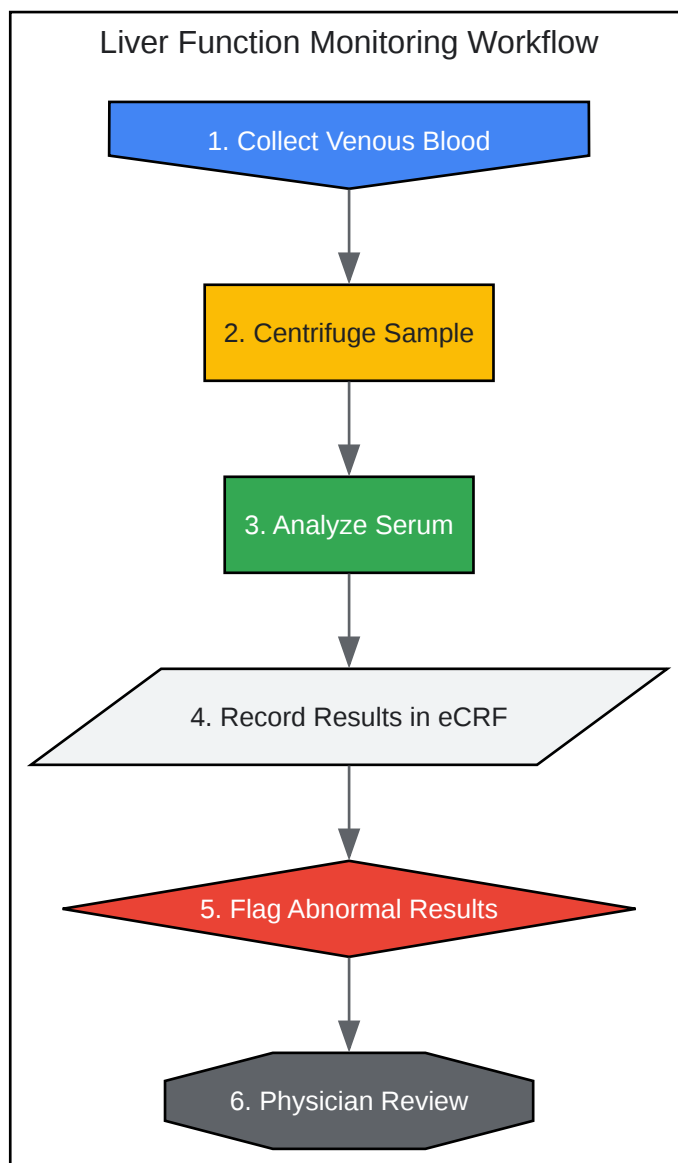 Liver Function Monitoring Workflow
1. Collect Venous Blood
2. Centrifuge Sample
3. Analyze Serum
4. Record Results in eCRF
5. Flag Abnormal Results
6. Physician Review